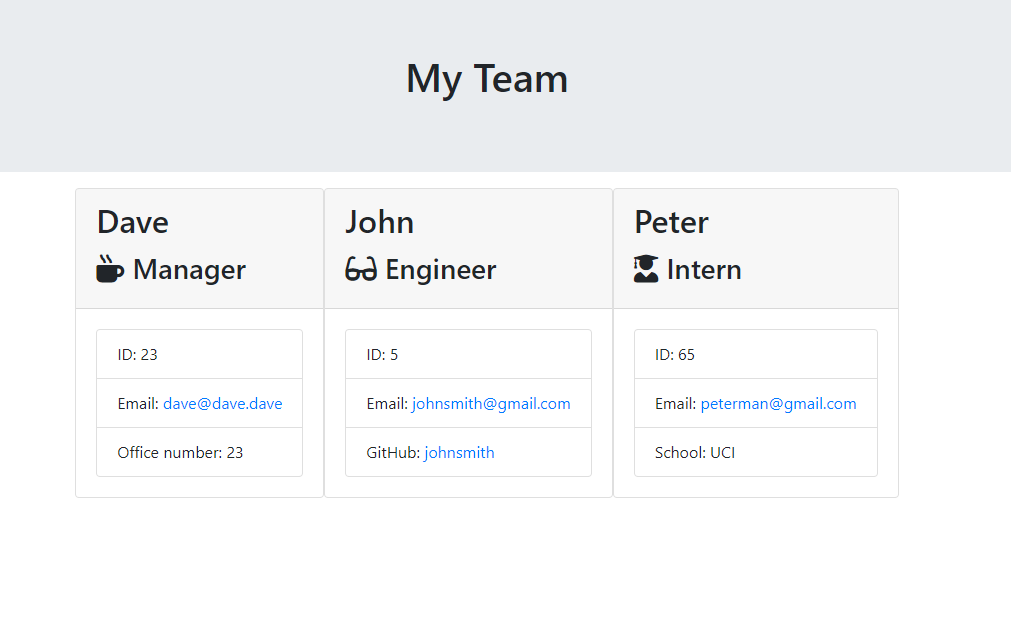 My Team
Dave
Manager
ID: 23
Email: dave@dave.dave
Office number: 23
John
Engineer
ID: 5
Email: johnsmith@gmail.com
GitHub: johnsmith
Peter
Intern
ID: 65
Email: peterman@gmail.com
School: UCI